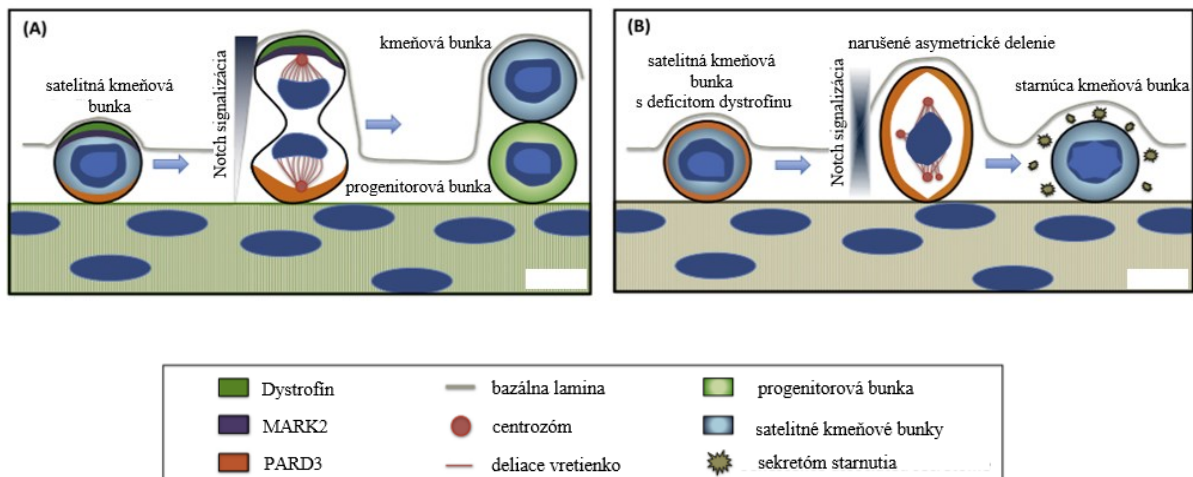 (A)
satelitná kmeňová
bunka
Notch signalizácia
kmeňová bunka
progenitorová bunka
(B)
satelitná kmeňová
bunka
s deficitom dystrofínu
Notch signalizácia
narušené asymetrické delenie
starnúca kmeňová bunka
Dystrofín
MARK2
PARD3
bazálna lamina
centrozóm
deliace vretienko
progenitorová bunka
satelitné kmeňové bunky
sekretóm starnutia